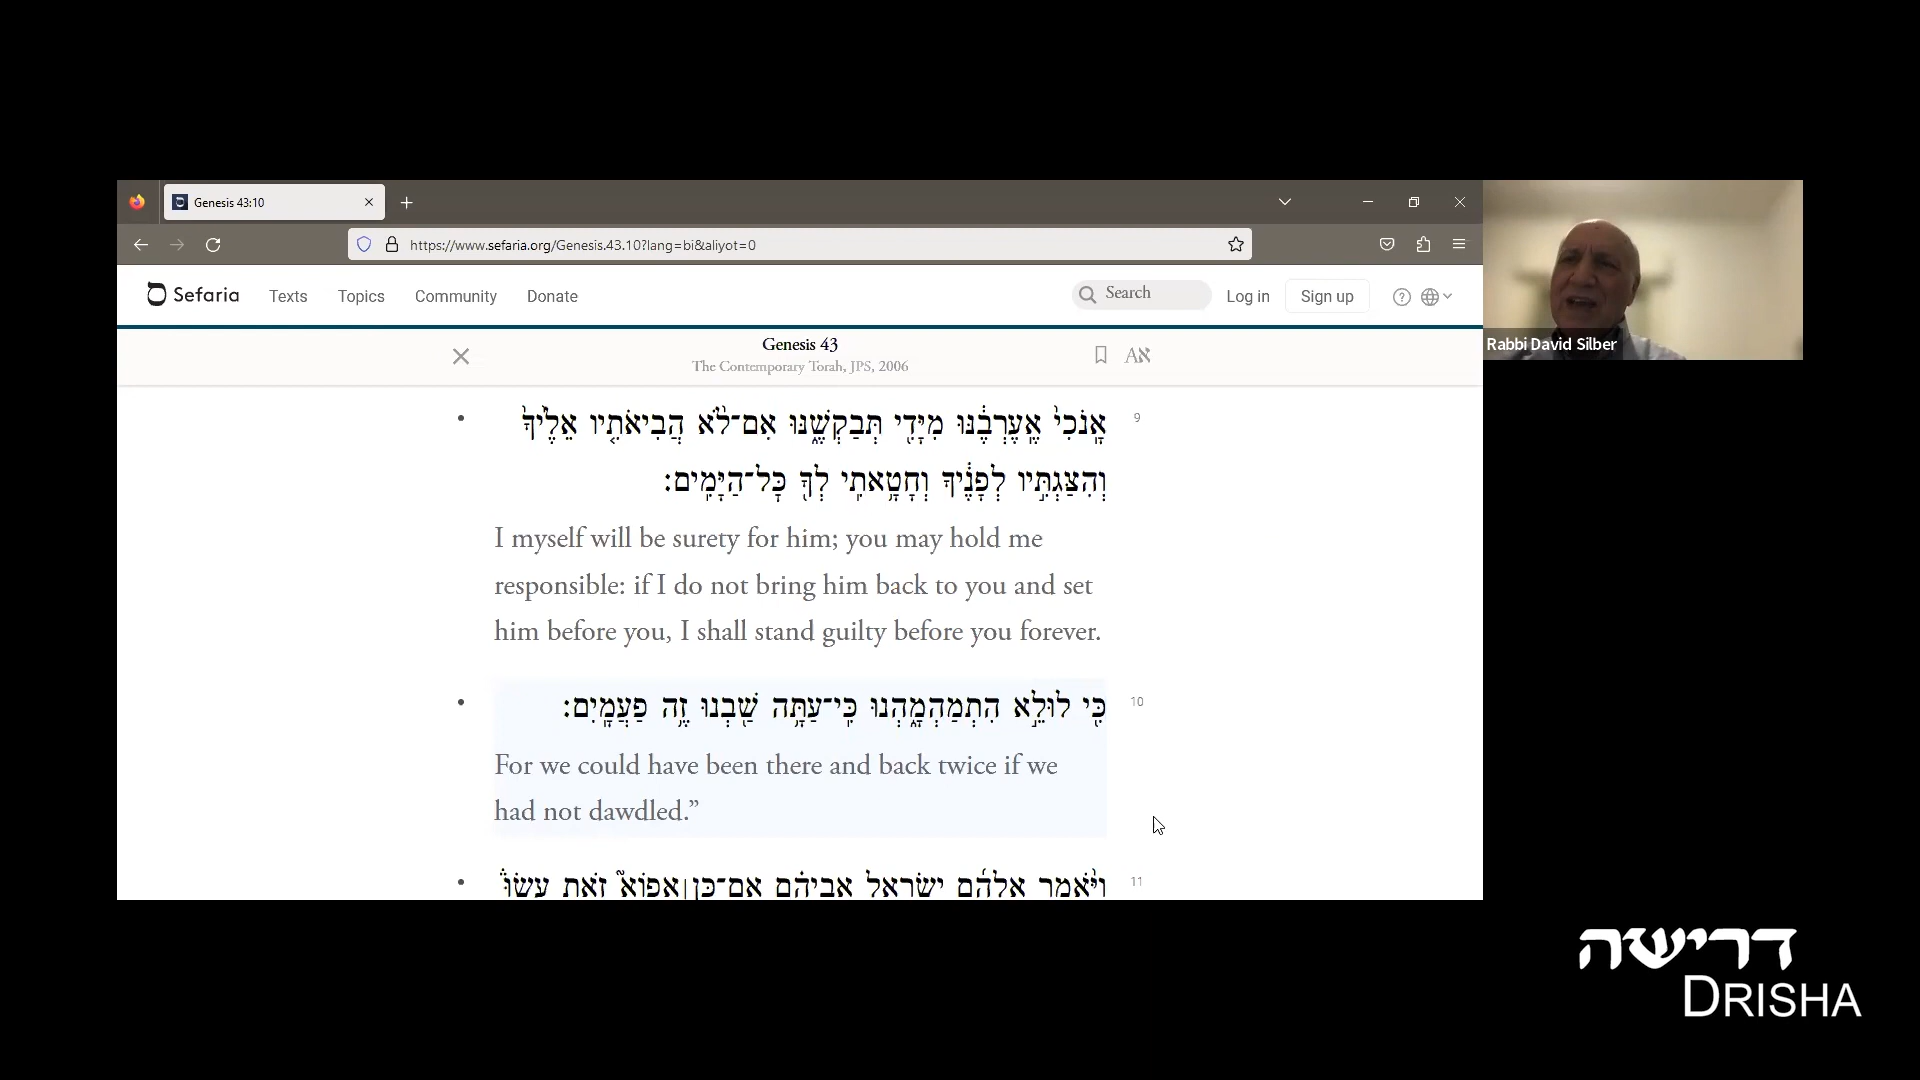 Genesis 43:10
https://www.sefaria.org/Genesis.43.10?lang=bi&aliyot=0
Sefaria Texts Topics Community Donate Search Log in Sign up
Rabbi David Silber
Genesis 43
The Contemporary Torah, JPS, 2006
אָֽנֹכִי֙ אֶֽעֶרְבֶ֔נּוּ מִיָּדִ֖י תְּבַקְשֶׁ֑נּוּ אִם־לֹ֨א הֲבִיאֹתִ֤יו אֵלֶ֙יךָ֙ 9
וְהִצַּגְתִּ֣יו לְפָנֶ֔יךָ וְחָטָ֥אתִֽי לְךָ֖ כׇּל־הַיָּמִֽים׃
I myself will be surety for him; you may hold me
responsible: if I do not bring him back to you and set
him before you, I shall stand guilty before you forever.
כִּ֖י לוּלֵ֣א הִתְמַהְמָ֑הְנוּ כִּֽי־עַתָּ֥ה שַׁ֖בְנוּ זֶ֥ה פַעֲמָֽיִם׃ 10
For we could have been there and back twice if we
had not dawdled.”
וַיֹּ֨אמֶר אֲלֵהֶ֜ם יִשְׂרָאֵ֣ל אֲבִיהֶ֗ם אִם־כֵּן֮ ׀ אֵפוֹא֮ זֹ֣את עֲשׂוּ֒ 11
דרישה
DRISHA